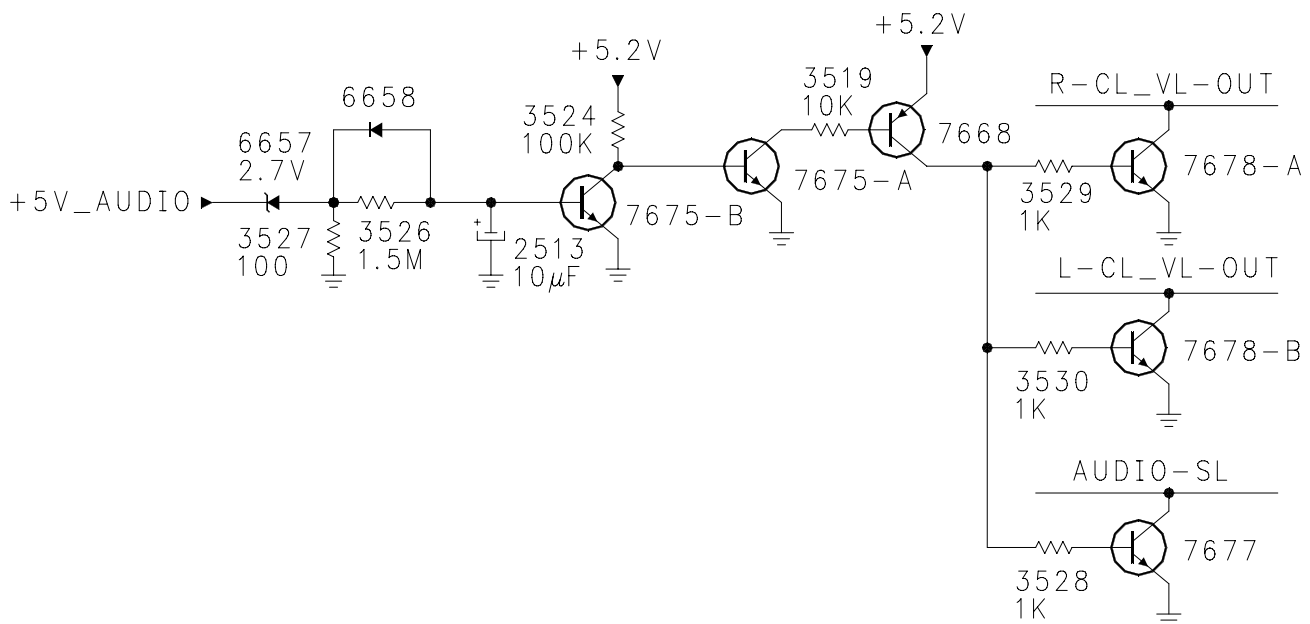 +5V_AUDIO
6657
2.7V
3527
100
6658
3526
1.5M
2513
10µF
+5.2V
3524
100K
7675-B
7675-A
3519
10K
+5.2V
7668
R-CL_VL-OUT
3529
1K
7678-A
L-CL_VL-OUT
3530
1K
7678-B
AUDIO-SL
3528
1K
7677